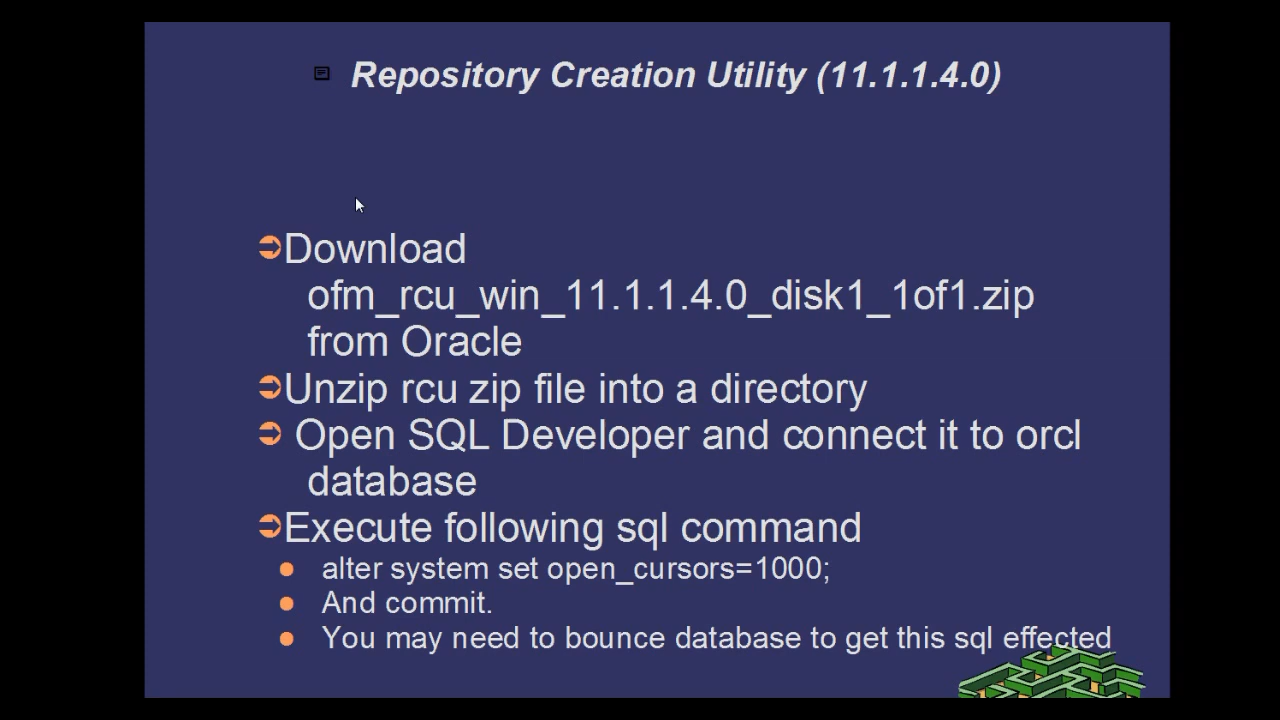 Repository Creation Utility (11.1.1.4.0)
Download
ofm_rcu_win_11.1.1.4.0_disk1_1of1.zip
from Oracle
Unzip rcu zip file into a directory
Open SQL Developer and connect it to orcl
database
Execute following sql command
alter system set open_cursors=1000;
And commit.
You may need to bounce database to get this sql effected